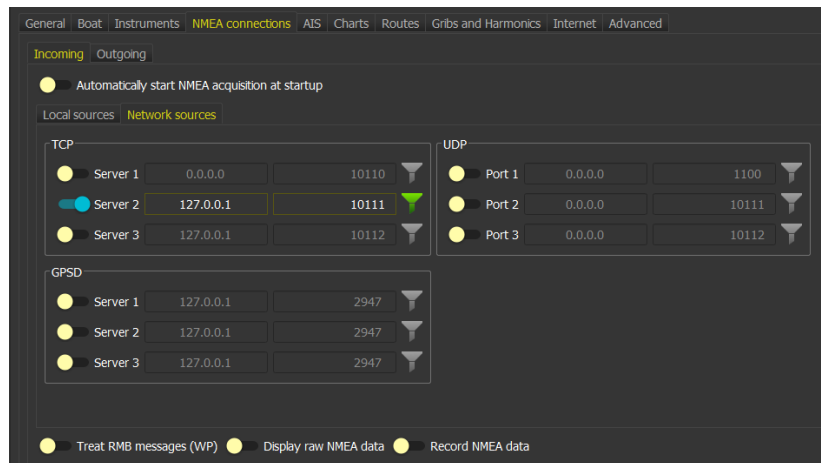 General Boat Instruments NMEA connections AIS Charts Routes Gribs and Harmonics Internet Advanced
Incoming Outgoing
Automatically start NMEA acquisition at startup
Local sources Network sources
TCP
Server 1 0.0.0.0 10110
Server 2 127.0.0.1 10111
Server 3 127.0.0.1 10112
UDP
Port 1 0.0.0.0 1100
Port 2 0.0.0.0 10111
Port 3 0.0.0.0 10112
GPSD
Server 1 127.0.0.1 2947
Server 2 127.0.0.1 2947
Server 3 127.0.0.1 2947
Treat RMB messages (WP) Display raw NMEA data Record NMEA data